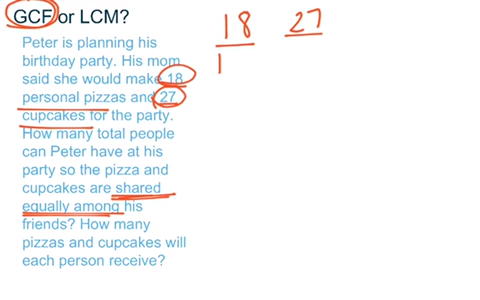 GCF or LCM?
Peter is planning his
birthday party. His mom
said she would make 18
personal pizzas and 27
cupcakes for the party.
How many total people
can Peter have at his
party so the pizza and
cupcakes are shared
equally among his
friends? How many
pizzas and cupcakes will
each person receive?
18 27
1